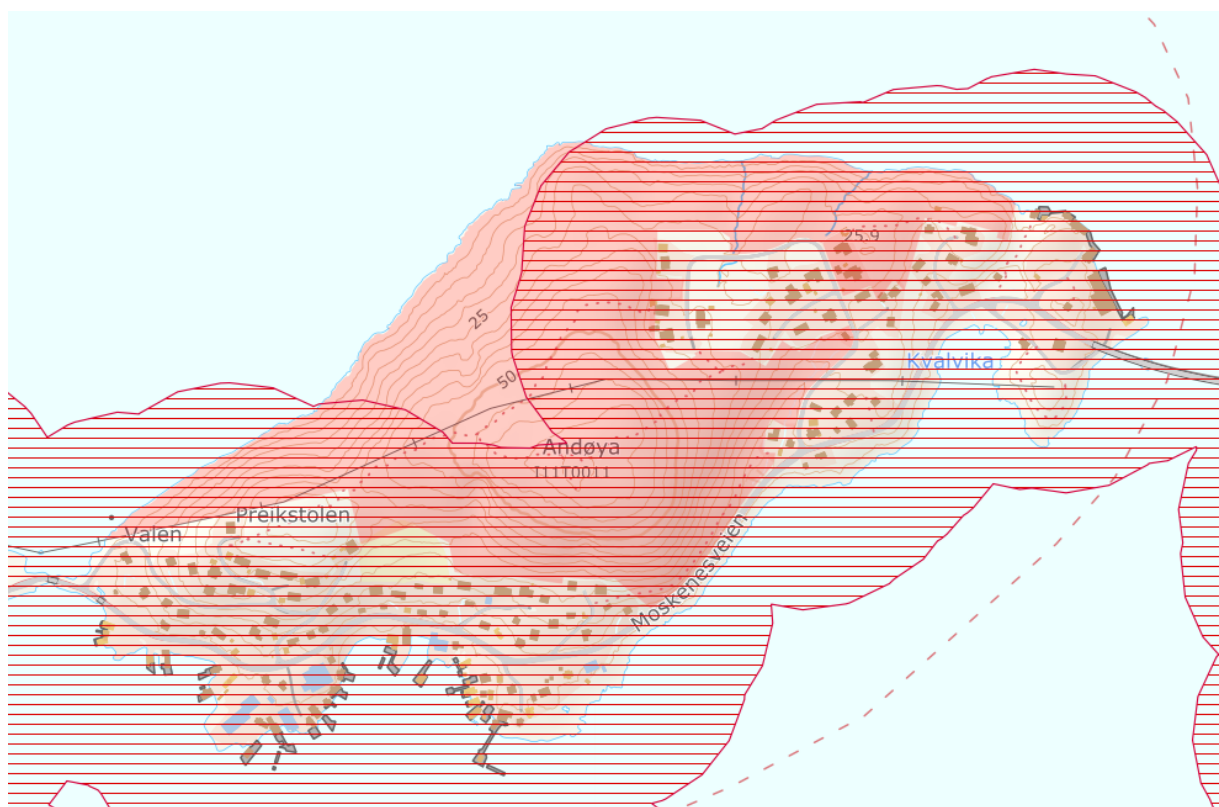 25.9
25
Kvalvika
50
Andøya
111T0011
Preikstolen
Valen
Moskenesveien